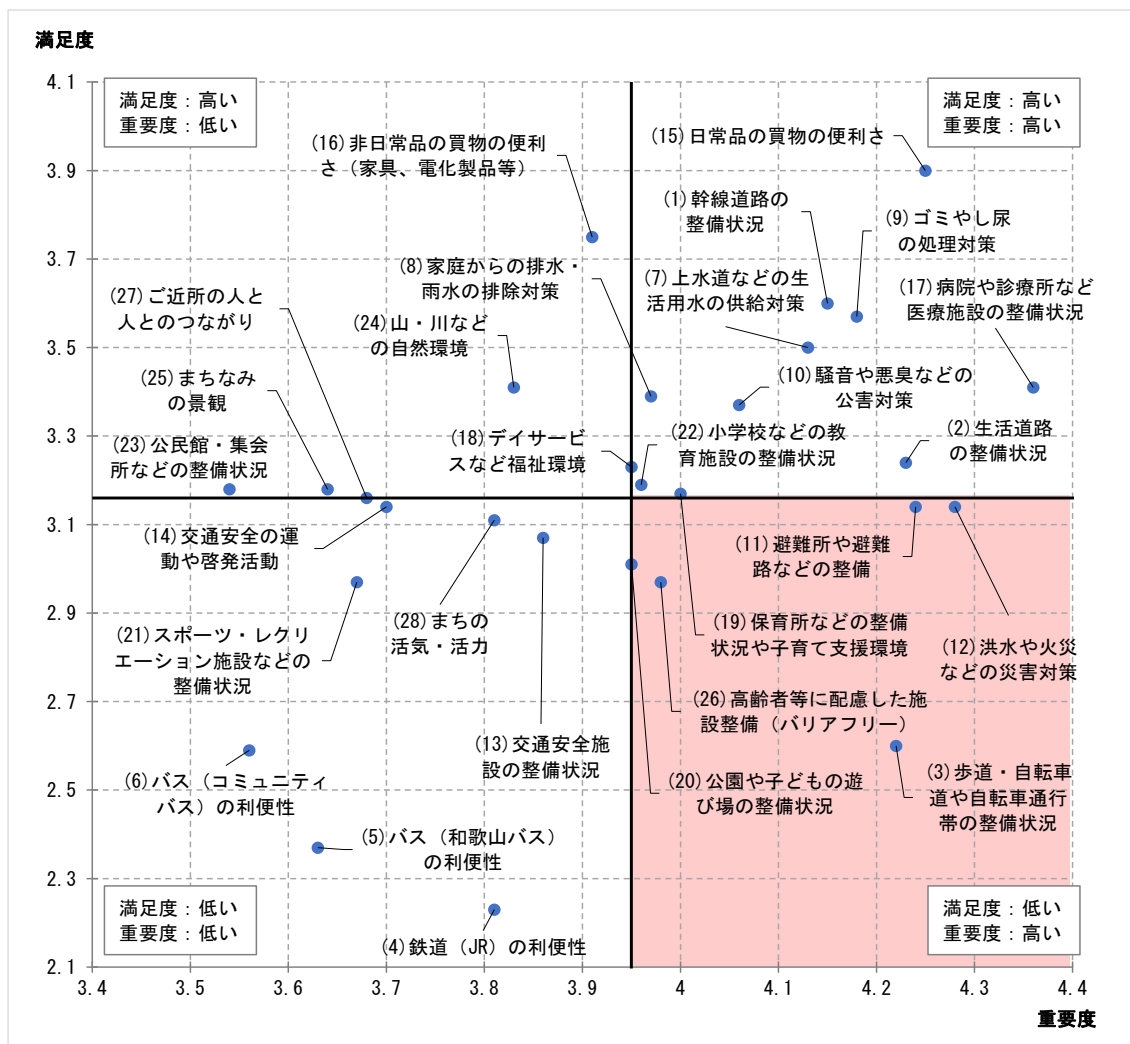 満足度
4.1
3.9
3.7
3.5
3.3
3.1
2.9
2.7
2.5
2.3
2.1
満足度：高い
重要度：低い
満足度：高い
重要度：高い
(16)非日常品の買物の便利
さ（家具、電化製品等）
(15)日常品の買物の便利さ
(1)幹線道路の
整備状況
(9)ゴミやし尿
の処理対策
(8)家庭からの排水・
雨水の排除対策
(7)上水道などの生
活用水の供給対策
(17)病院や診療所など
医療施設の整備状況
(27)ご近所の人と
人とのつながり
(24)山・川など
の自然環境
(25)まちなみ
の景観
(10)騒音や悪臭などの
公害対策
(23)公民館・集会
所などの整備状況
(18)デイサービ
スなど福祉環境
(22)小学校などの教
育施設の整備状況
(2)生活道路
の整備状況
(14)交通安全の運
動や啓発活動
(11)避難所や避難
路などの整備
(21)スポーツ・レクリ
エーション施設などの
整備状況
(28)まちの
活気・活力
(19)保育所などの整備
状況や子育て支援環境
(12)洪水や火災
などの災害対策
(26)高齢者等に配慮した施
設整備（バリアフリー）
(13)交通安全施
設の整備状況
(6)バス（コミュニティ
バス）の利便性
(20)公園や子どもの遊
び場の整備状況
(3)歩道・自転車
道や自転車通行
帯の整備状況
(5)バス（和歌山バス）
の利便性
(4)鉄道（JR）の利便性
満足度：低い
重要度：低い
満足度：低い
重要度：高い
3.4 3.5 3.6 3.7 3.8 3.9 4 4.1 4.2 4.3 4.4
重要度